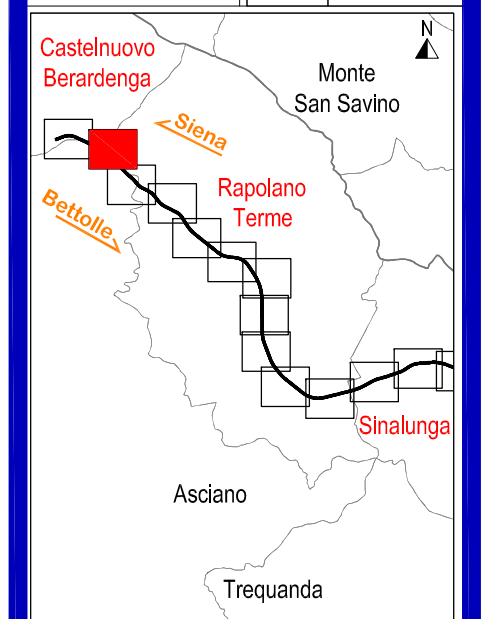 N
Castelnuovo
Berardenga
Monte
San Savino
Siena
Rapolano
Terme
Bettolle
Sinalunga
Asciano
Trequanda